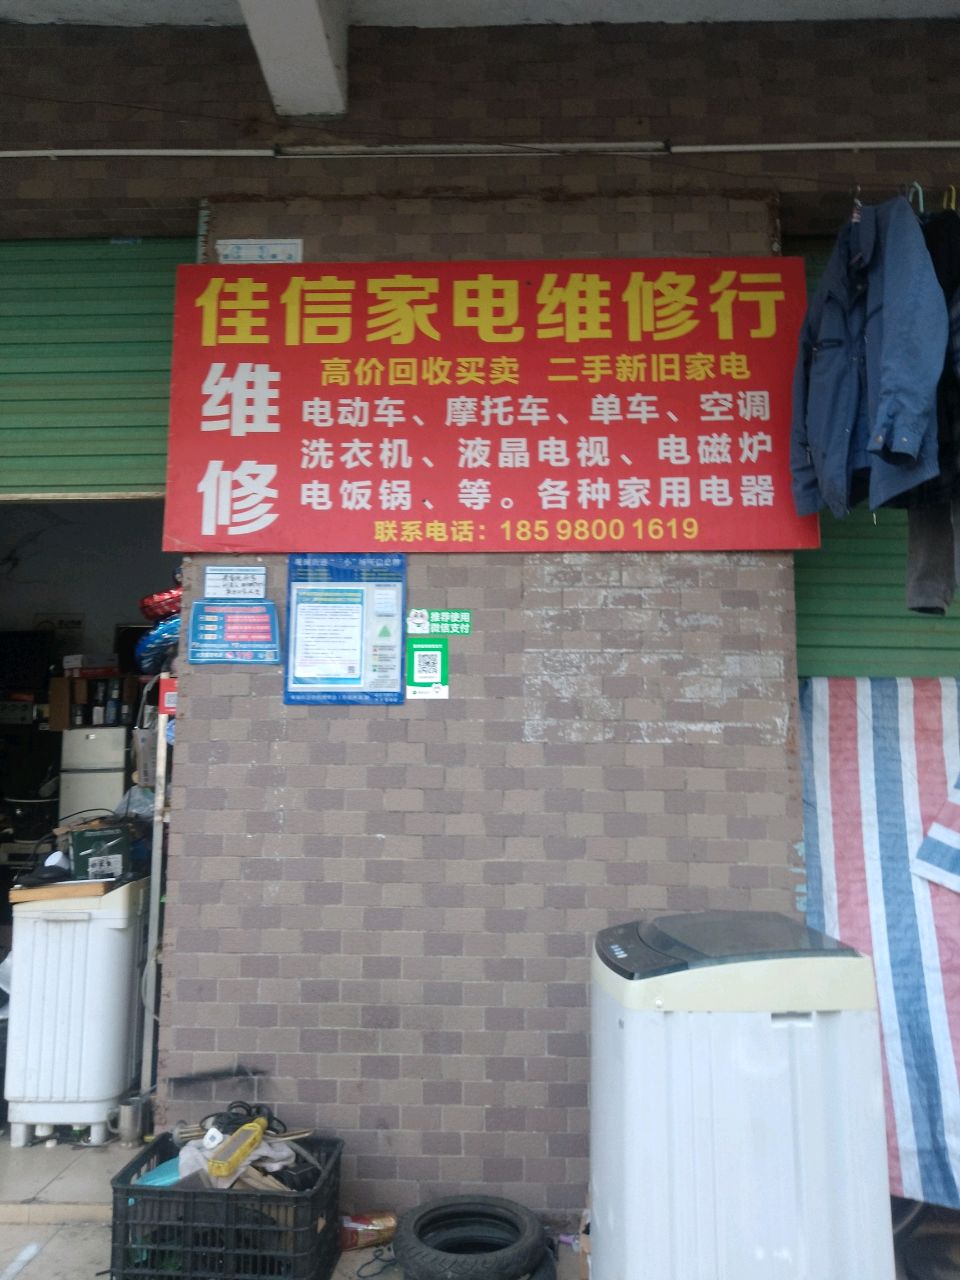 佳信家电维修行
维修
高价回收买卖 二手新旧家电
电动车、摩托车、单车、空调
洗衣机、液晶电视、电磁炉
电饭锅、等。各种家用电器
联系电话：185 9800 1619
推荐使用
微信支付